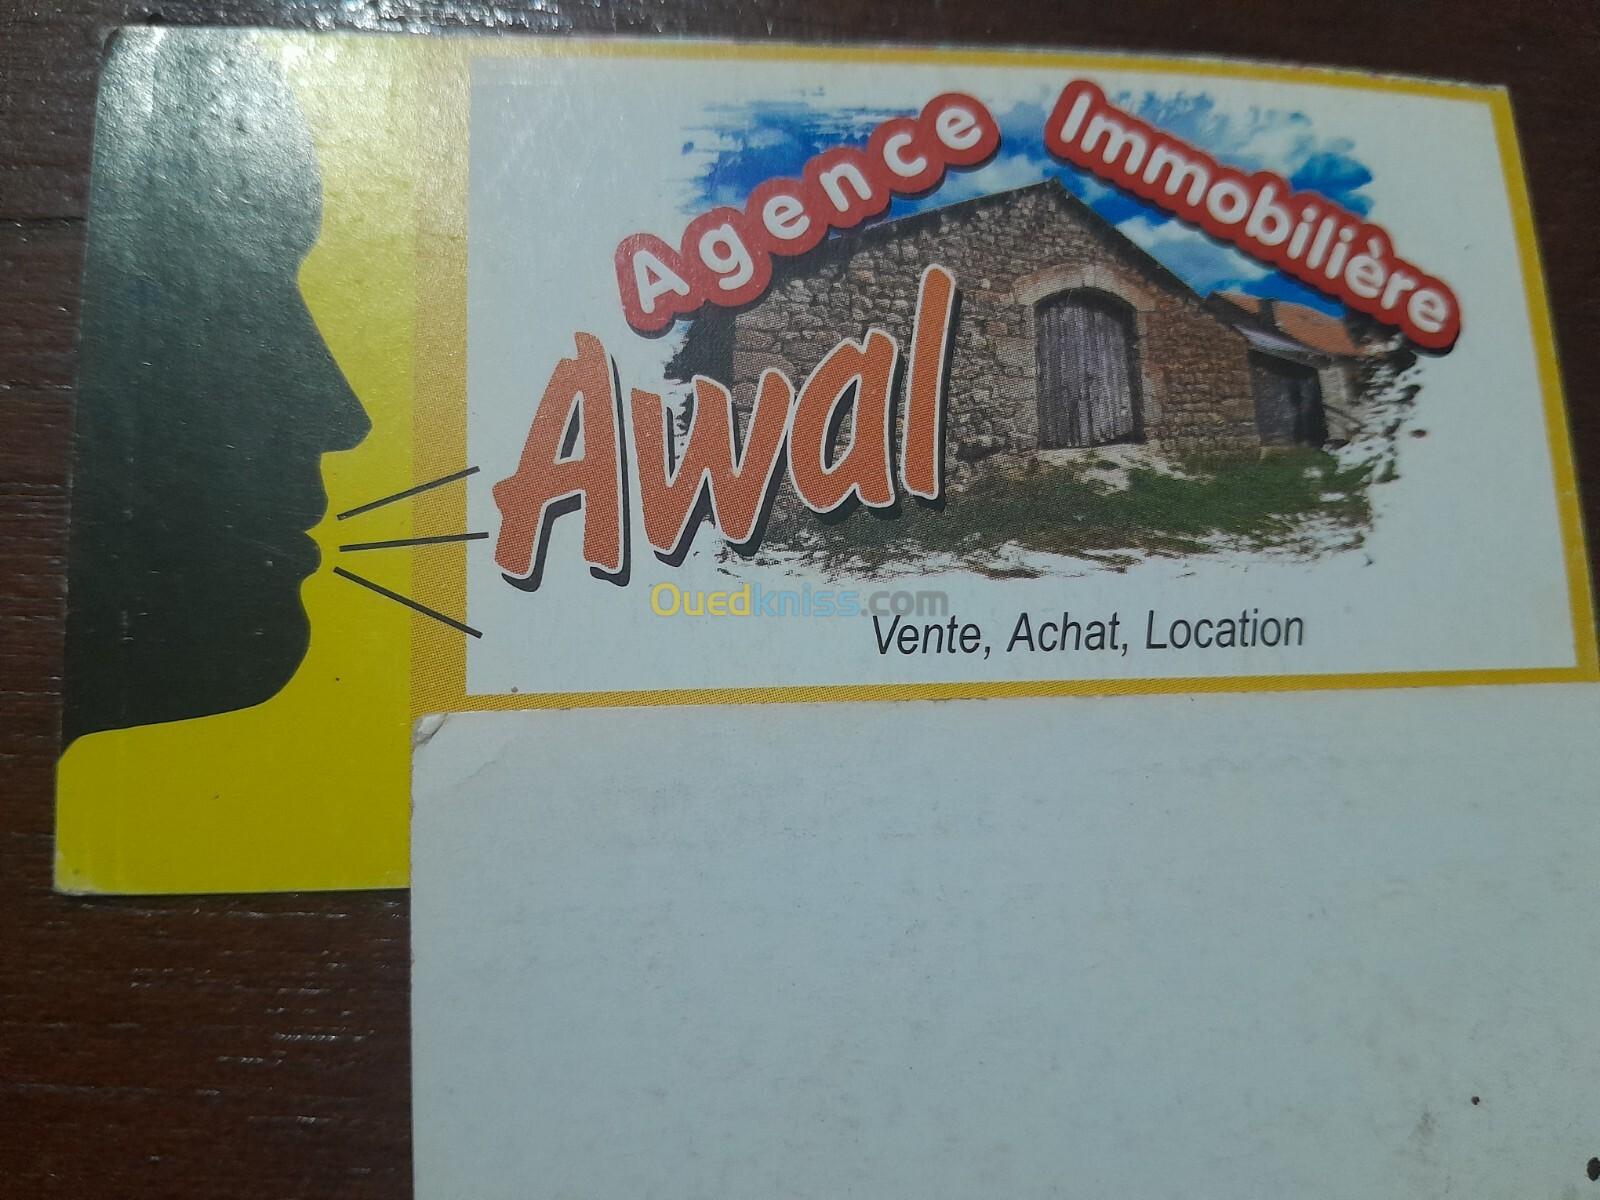 Agence Immobilière
Awal
Ouedkniss.com
Vente, Achat, Location